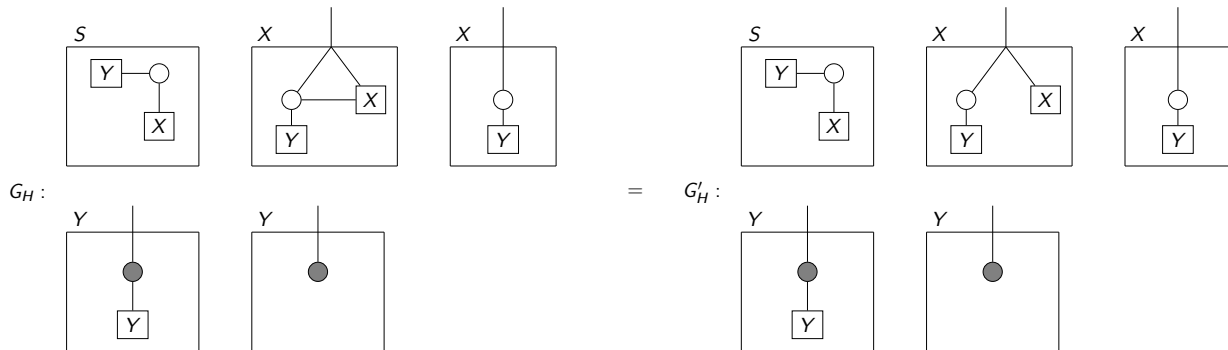 S X X S X X
Y X Y X Y Y X Y X Y
G_H : = G'_H :
Y Y Y Y
Y Y